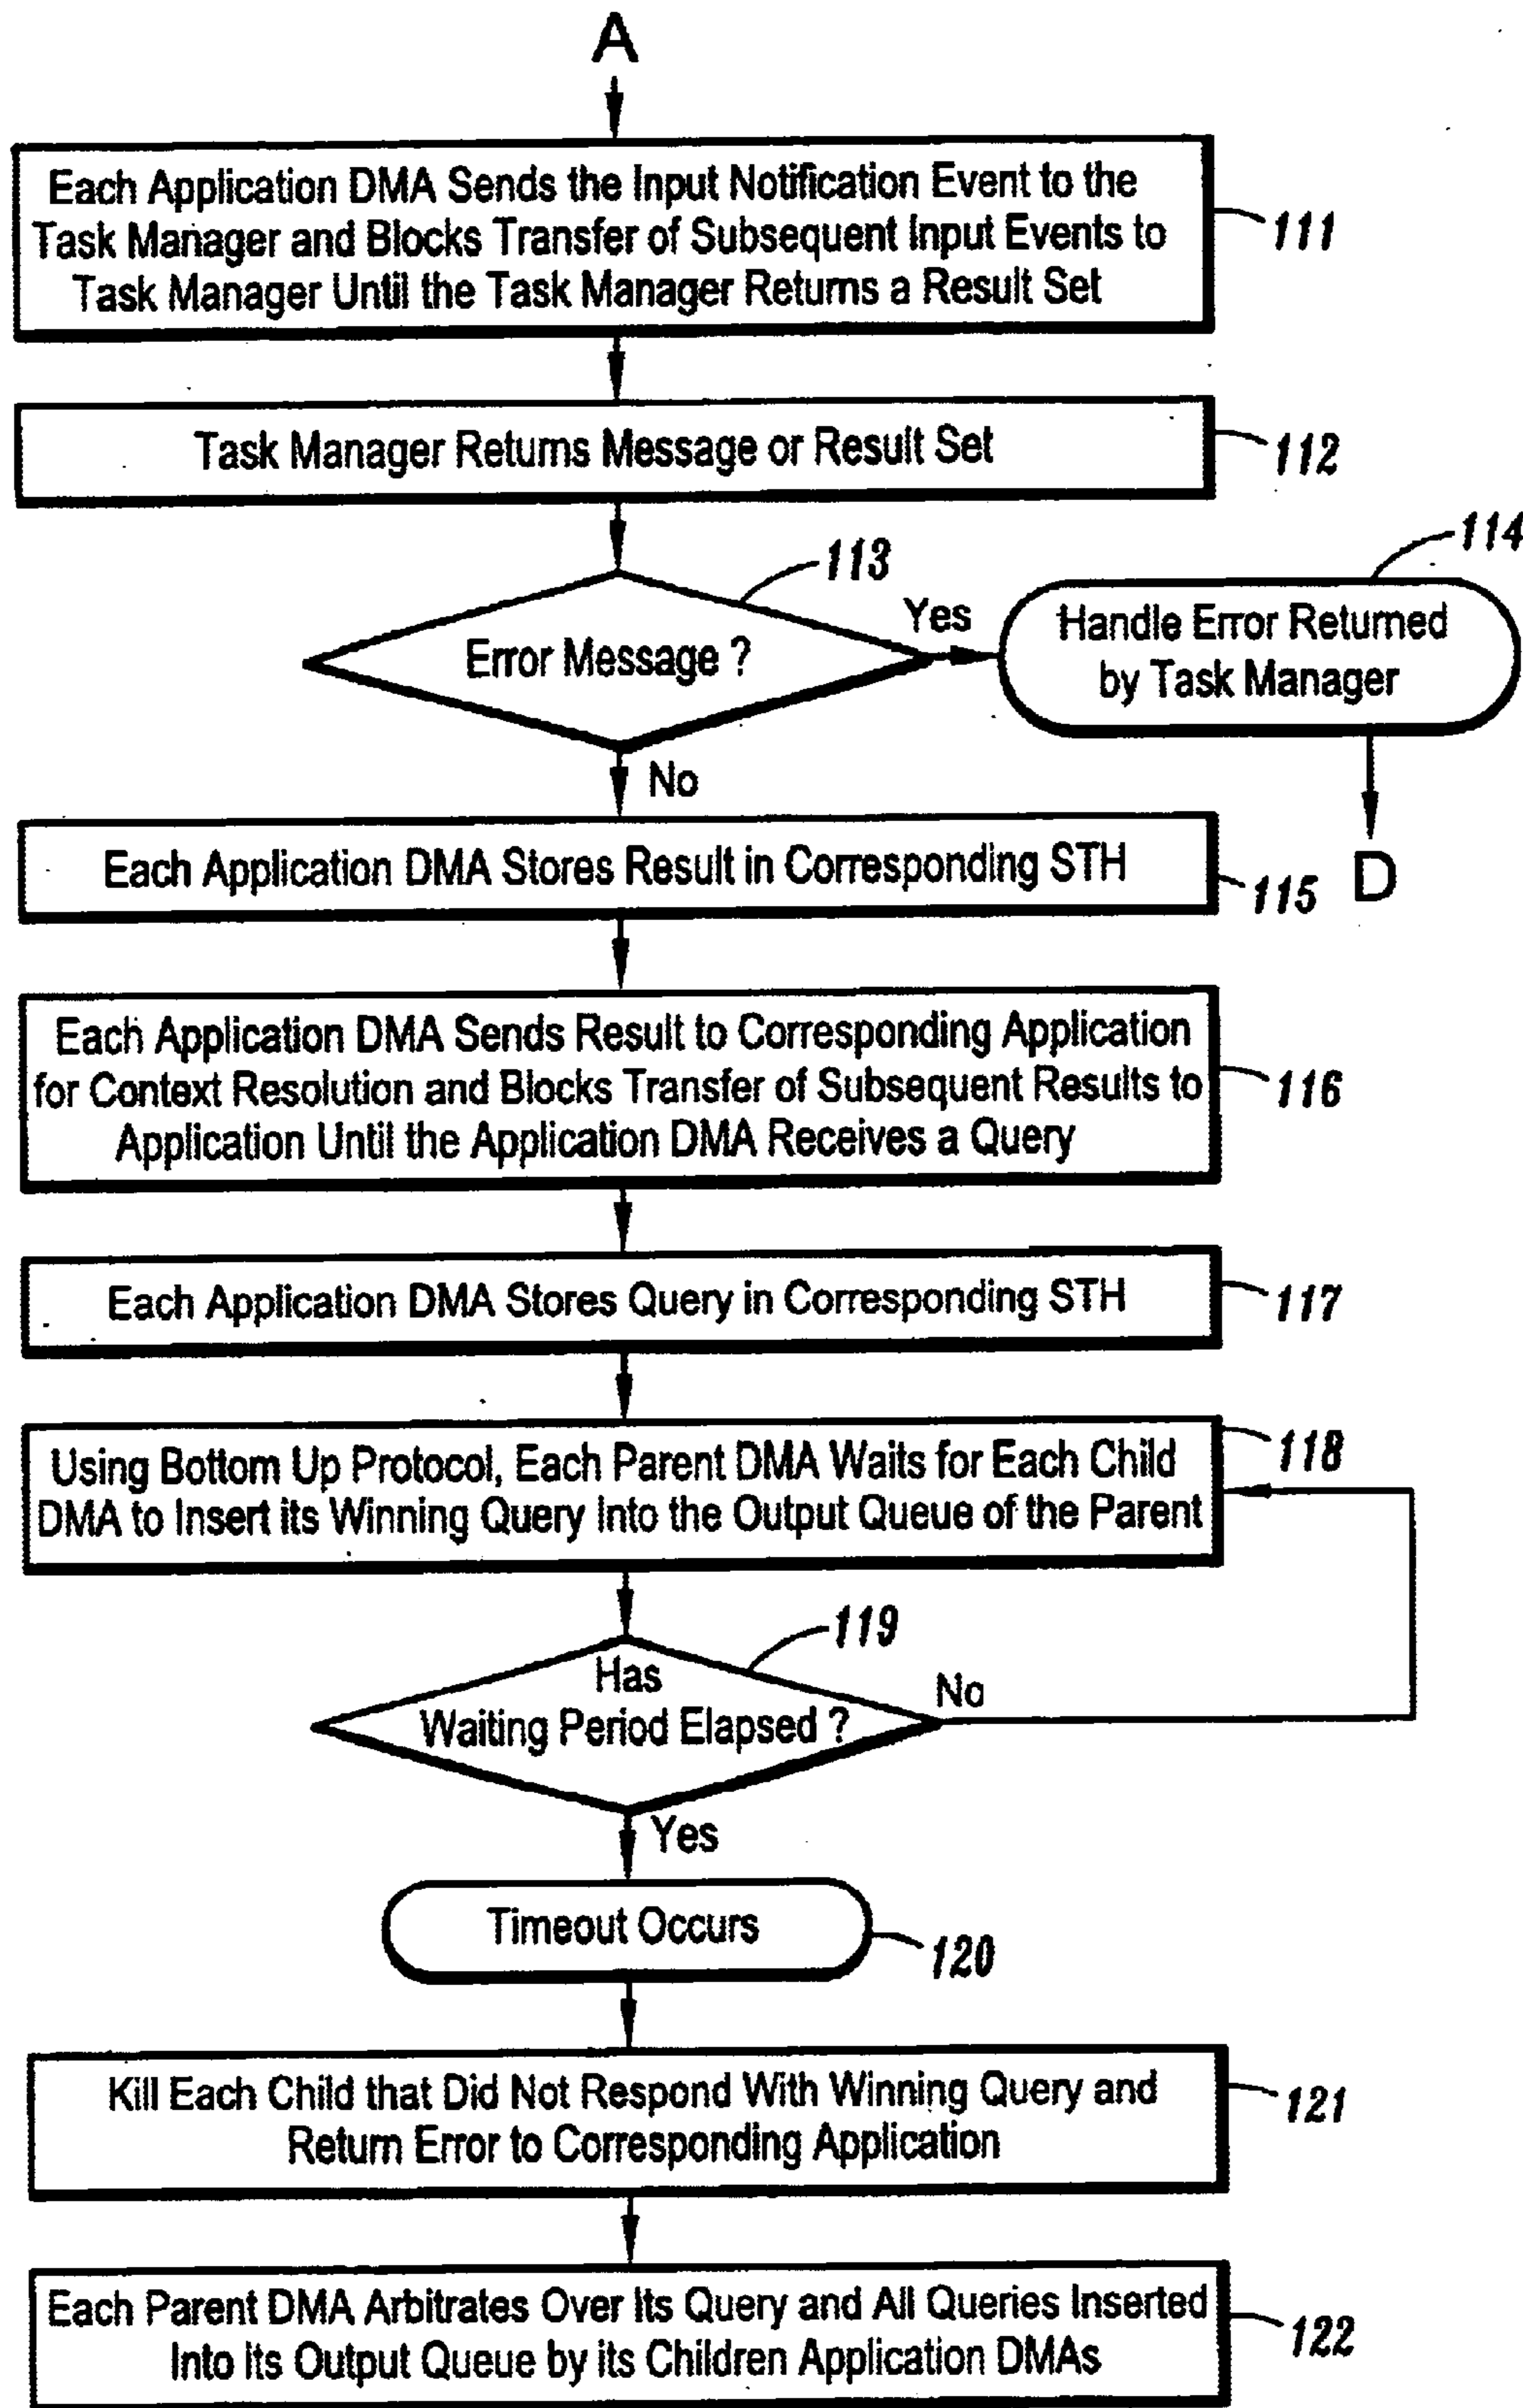 A
Each Application DMA Sends the Input Notification Event to the
Task Manager and Blocks Transfer of Subsequent Input Events to
Task Manager Until the Task Manager Returns a Result Set
111
Task Manager Returns Message or Result Set
112
113
Error Message ?
Yes
114
Handle Error Returned
by Task Manager
No
D
Each Application DMA Stores Result in Corresponding STH
115
Each Application DMA Sends Result to Corresponding Application
for Context Resolution and Blocks Transfer of Subsequent Results to
Application Until the Application DMA Receives a Query
116
Each Application DMA Stores Query in Corresponding STH
117
Using Bottom Up Protocol, Each Parent DMA Waits for Each Child
DMA to Insert its Winning Query Into the Output Queue of the Parent
118
119
Has
Waiting Period Elapsed ?
No
Yes
Timeout Occurs
120
Kill Each Child that Did Not Respond With Winning Query and
Return Error to Corresponding Application
121
Each Parent DMA Arbitrates Over Its Query and All Queries Inserted
Into its Output Queue by its Children Application DMAs
122